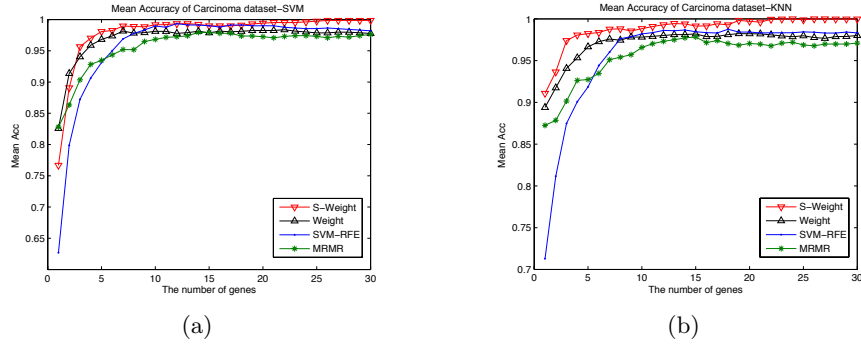 Mean Accuracy of Carcinoma dataset−SVM
1
0.95
0.9
0.85
0.8
0.75
0.7
0.65
Mean Acc
0 5 10 15 20 25 30
The number of genes
S−Weight
Weight
SVM−RFE
MRMR
(a)
Mean Accuracy of Carcinoma dataset−KNN
1
0.95
0.9
0.85
0.8
0.75
0.7
Mean Acc
0 5 10 15 20 25 30
The number of genes
S−Weight
Weight
SVM−RFE
MRMR
(b)